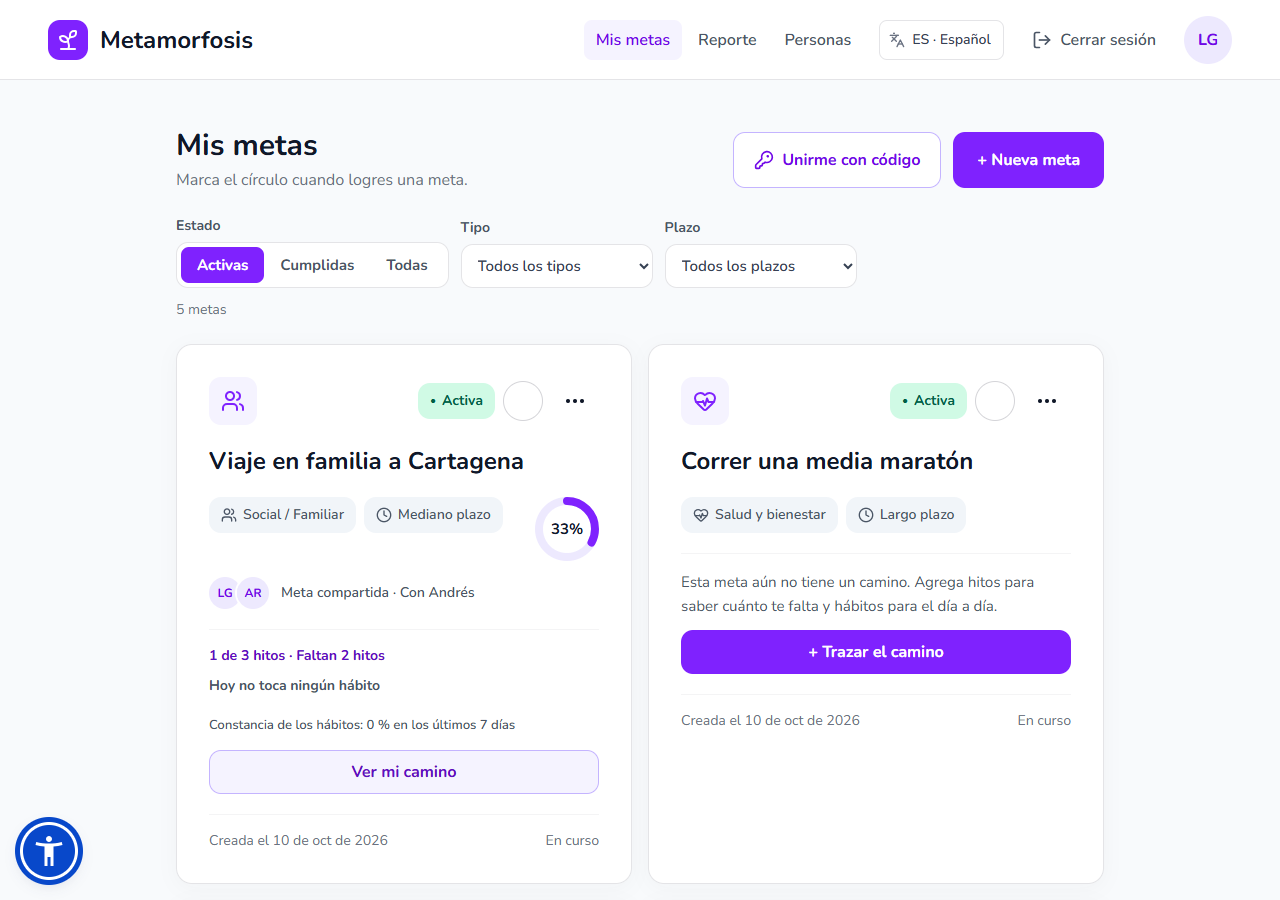 Metamorfosis
Mis metas
Reporte
Personas
ES · Español
Cerrar sesión
LG
Mis metas
Marca el círculo cuando logres una meta.
Unirme con código
+ Nueva meta
Estado
Activas
Cumplidas
Todas
Tipo
Todos los tipos
Plazo
Todos los plazos
5 metas
• Activa
Viaje en familia a Cartagena
Social / Familiar
Mediano plazo
33%
LG
AR
Meta compartida · Con Andrés
1 de 3 hitos · Faltan 2 hitos
Hoy no toca ningún hábito
Constancia de los hábitos: 0 % en los últimos 7 días
Ver mi camino
Creada el 10 de oct de 2026
En curso
• Activa
Correr una media maratón
Salud y bienestar
Largo plazo
Esta meta aún no tiene un camino. Agrega hitos para
saber cuánto te falta y hábitos para el día a día.
+ Trazar el camino
Creada el 10 de oct de 2026
En curso